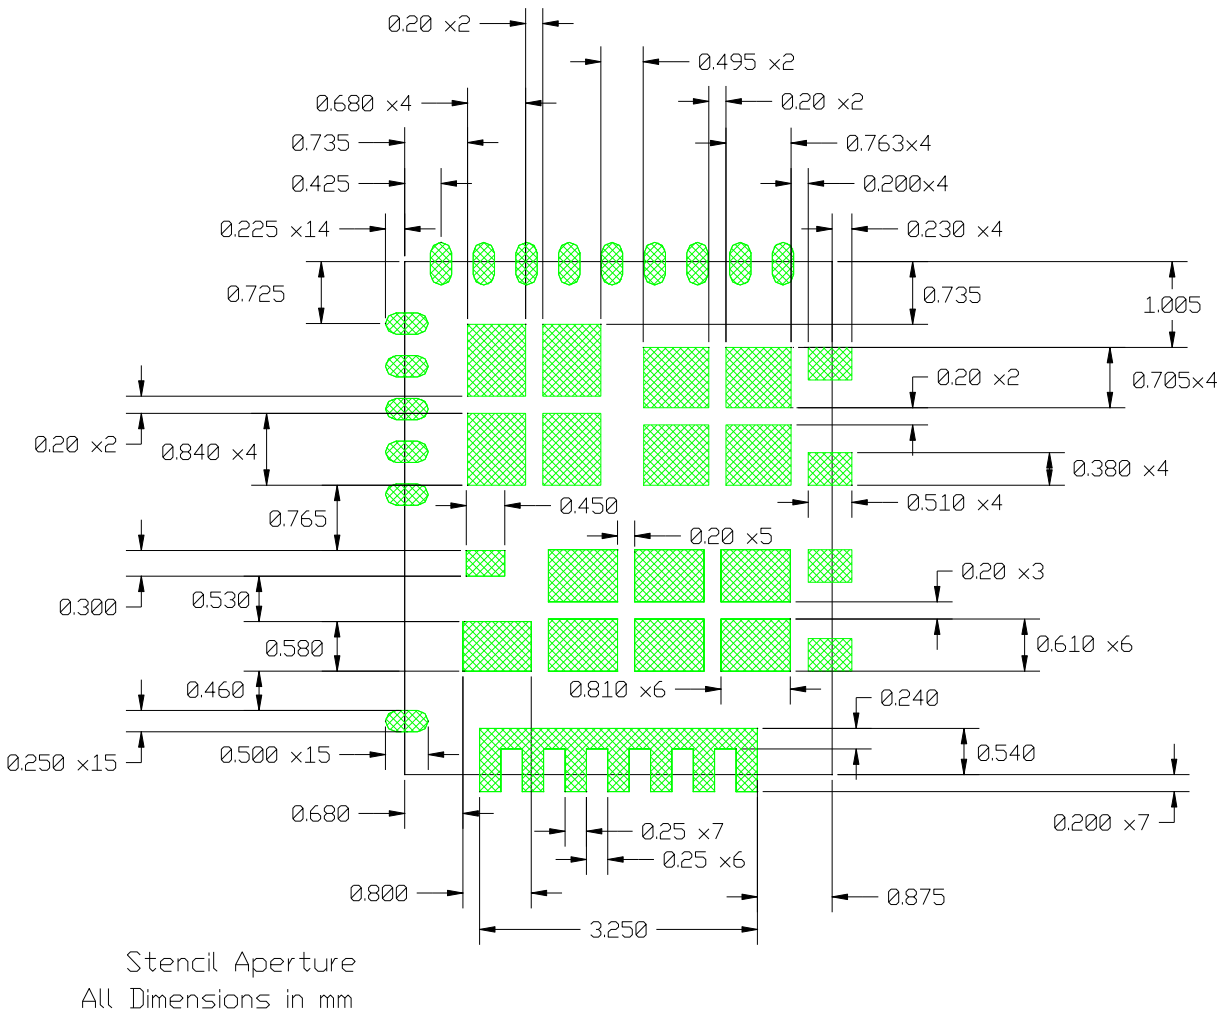 0.20 x2
0.495 x2
0.680 x4
0.20 x2
0.735
0.763x4
0.425
0.200x4
0.225 x14
0.230 x4
0.725
0.735
1.005
0.20 x2
0.705x4
0.20 x2
0.840 x4
0.380 x4
0.450
0.510 x4
0.765
0.20 x5
0.300
0.530
0.20 x3
0.580
0.610 x6
0.460
0.810 x6
0.240
0.250 x15
0.500 x15
0.540
0.680
0.25 x7
0.200 x7
0.25 x6
0.800
0.875
3.250
Stencil Aperture
All Dimensions in mm